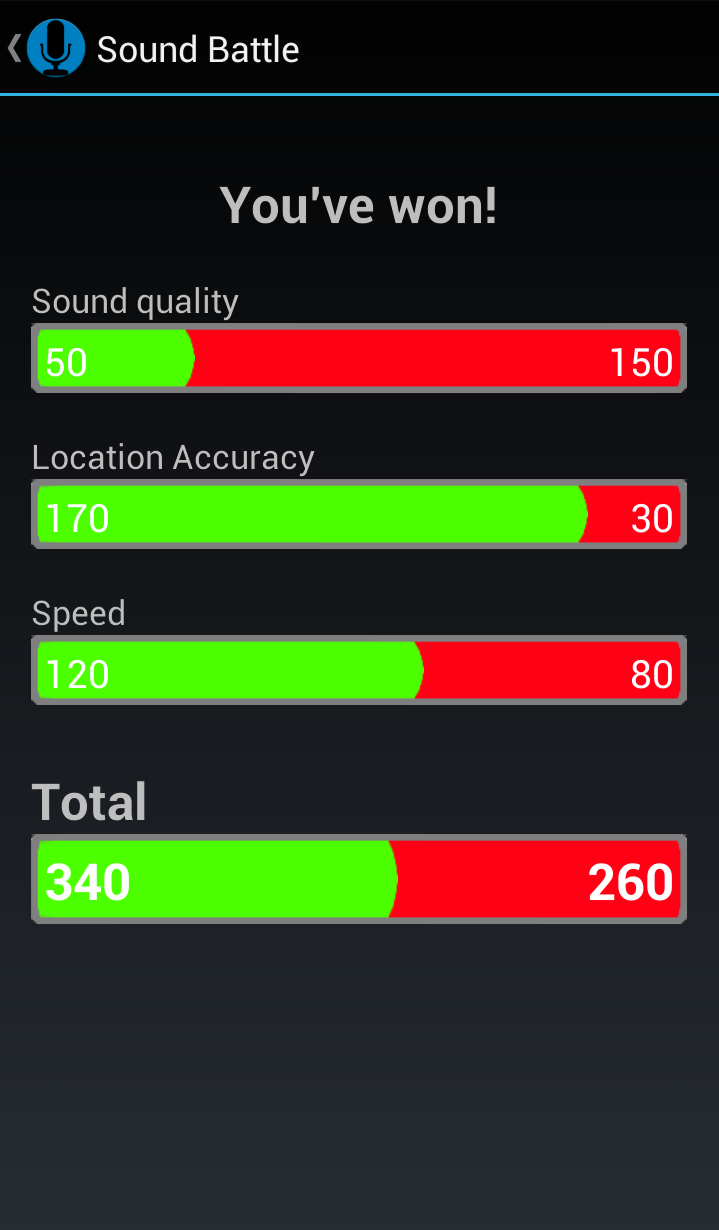 Sound Battle
You've won!
Sound quality
50 150
Location Accuracy
170 30
Speed
120 80
Total
340 260